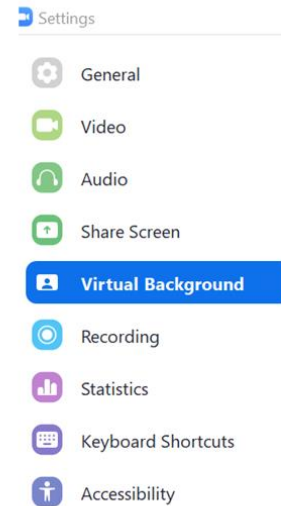 Settings
General
Video
Audio
Share Screen
Virtual Background
Recording
Statistics
Keyboard Shortcuts
Accessibility